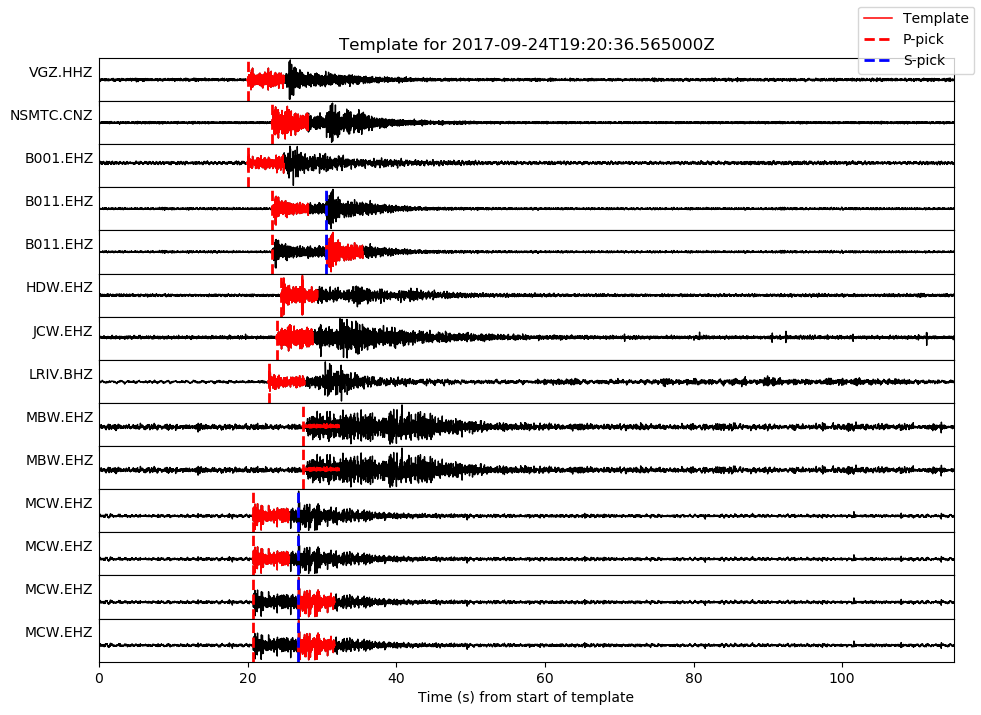 Template for 2017-09-24T19:20:36.565000Z
Template
P-pick
S-pick
VGZ.HHZ
NSMTC.CNZ
B001.EHZ
B011.EHZ
B011.EHZ
HDW.EHZ
JCW.EHZ
LRIV.BHZ
MBW.EHZ
MBW.EHZ
MCW.EHZ
MCW.EHZ
MCW.EHZ
MCW.EHZ
0 20 40 60 80 100
Time (s) from start of template